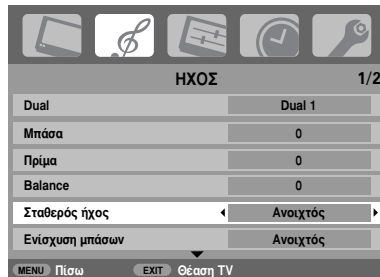 ΗΧΟΣ 1/2
Dual Dual 1
Μπάσα 0
Πρίμα 0
Balance 0
Σταθερός ήχος Ανοιχτός
Ενίσχυση μπάσων Ανοιχτός
MENU Πίσω EXIT Θέαση TV